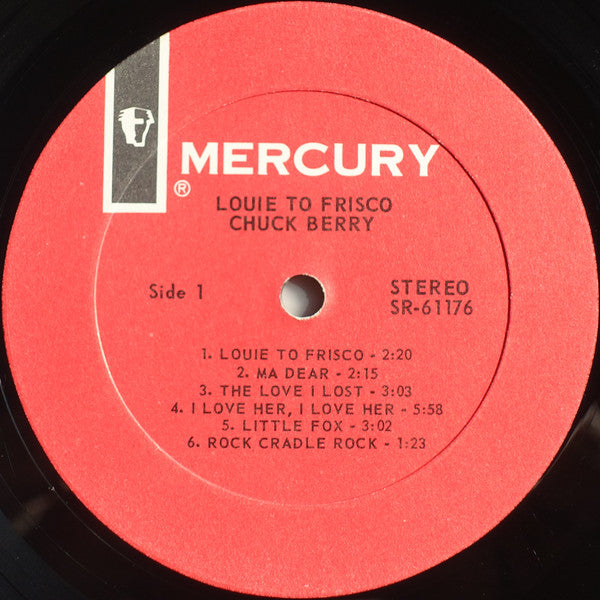 MERCURY
®
LOUIE TO FRISCO
CHUCK BERRY
Side 1
STEREO
SR-61176
1. LOUIE TO FRISCO - 2:20
2. MA DEAR - 2:15
3. THE LOVE I LOST - 3:03
4. I LOVE HER, I LOVE HER - 5:58
5. LITTLE FOX - 3:02
6. ROCK CRADLE ROCK - 1:23